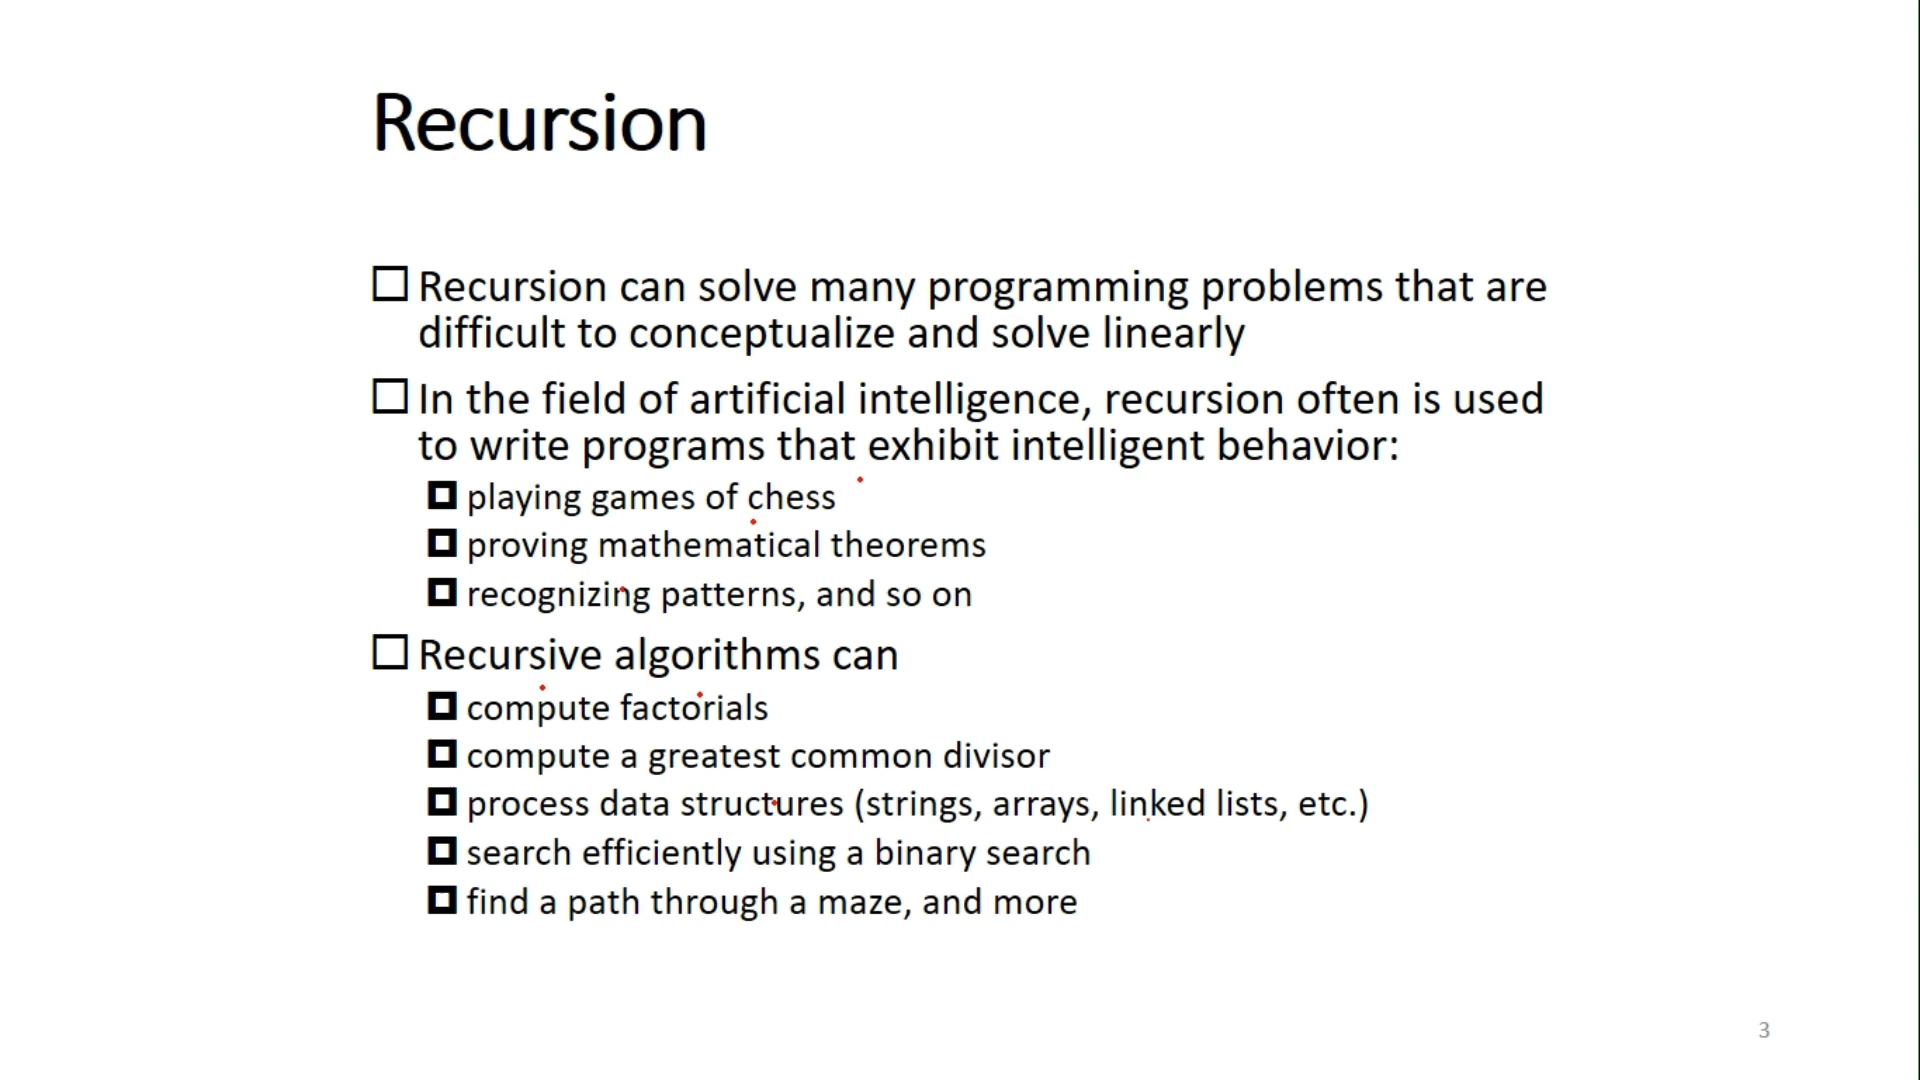 Recursion
Recursion can solve many programming problems that are
difficult to conceptualize and solve linearly
In the field of artificial intelligence, recursion often is used
to write programs that exhibit intelligent behavior:
playing games of chess
proving mathematical theorems
recognizing patterns, and so on
Recursive algorithms can
compute factorials
compute a greatest common divisor
process data structures (strings, arrays, linked lists, etc.)
search efficiently using a binary search
find a path through a maze, and more
3